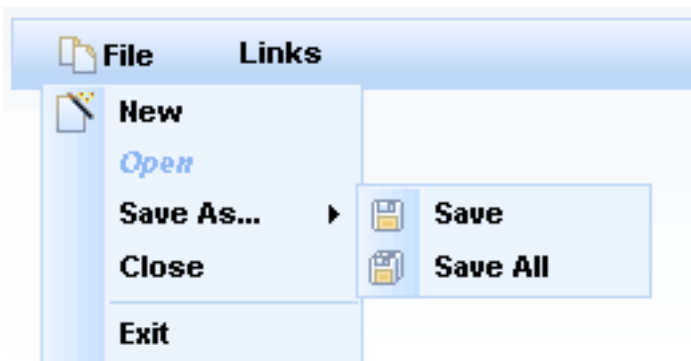 File Links
New
Open
Save As... Save
Close Save All
Exit